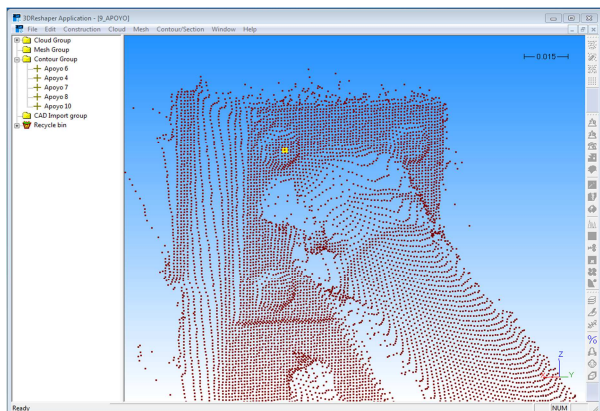 3DReshaper Application - [9_APOYO]
File Edit Construction Cloud Mesh Contour/Section Window Help
Cloud Group
Mesh Group
Contour Group
Apoyo 6
Apoyo 4
Apoyo 7
Apoyo 8
Apoyo 10
CAD Import group
Recycle bin
0.015
Z
Y
Ready
NUM